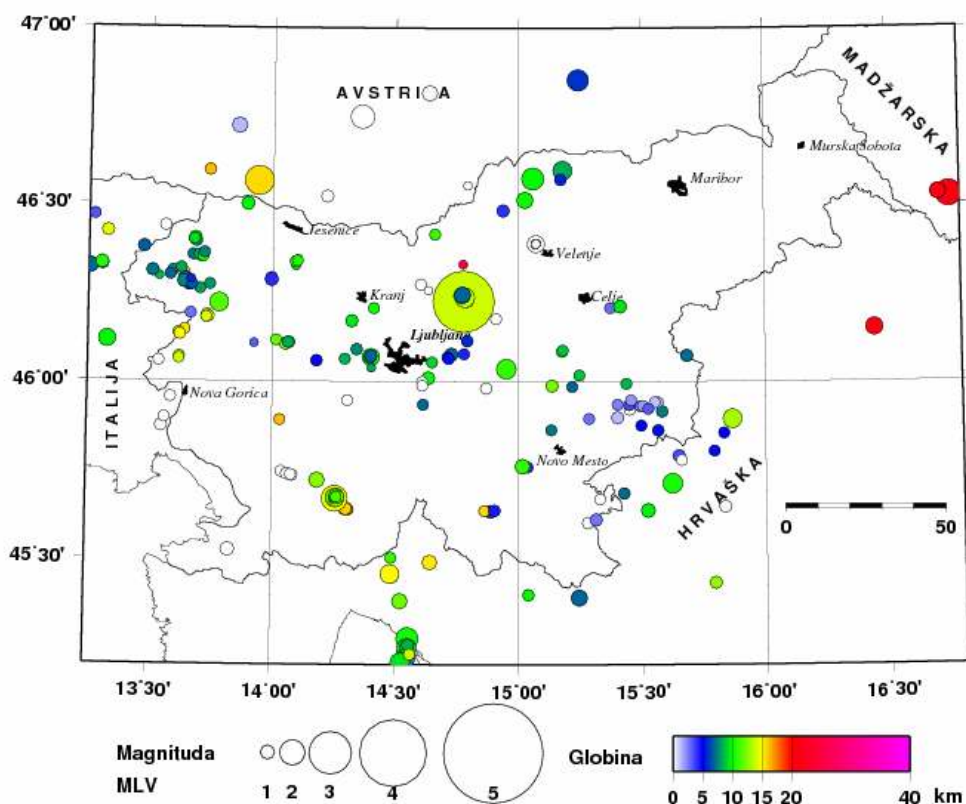 47˚00'
AVSTRIJA
MADŽARSKA
Murska Sobota
46˚30'
Maribor
Jesenice
Velenje
Kranj
Celje
Ljubljana
46˚00'
ITALIJA
Nova Gorica
Novo Mesto
HRVAŠKA
0 50
45˚30'
13˚30' 14˚00' 14˚30' 15˚00' 15˚30' 16˚00' 16˚30'
Magnituda
MLV
1 2 3 4 5
Globina
0 5 10 15 20 40 km